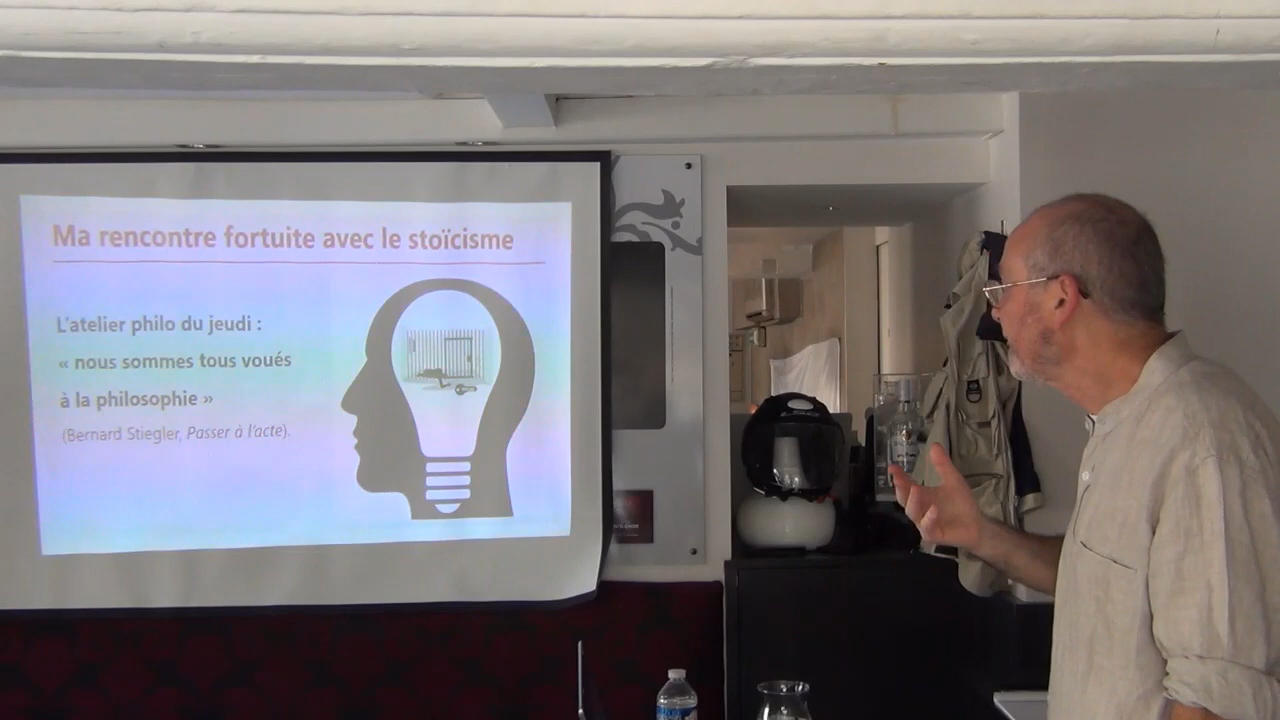 Ma rencontre fortuite avec le stoïcisme
L'atelier philo du jeudi :
« nous sommes tous voués
à la philosophie »
(Bernard Stiegler, Passer à l'acte).